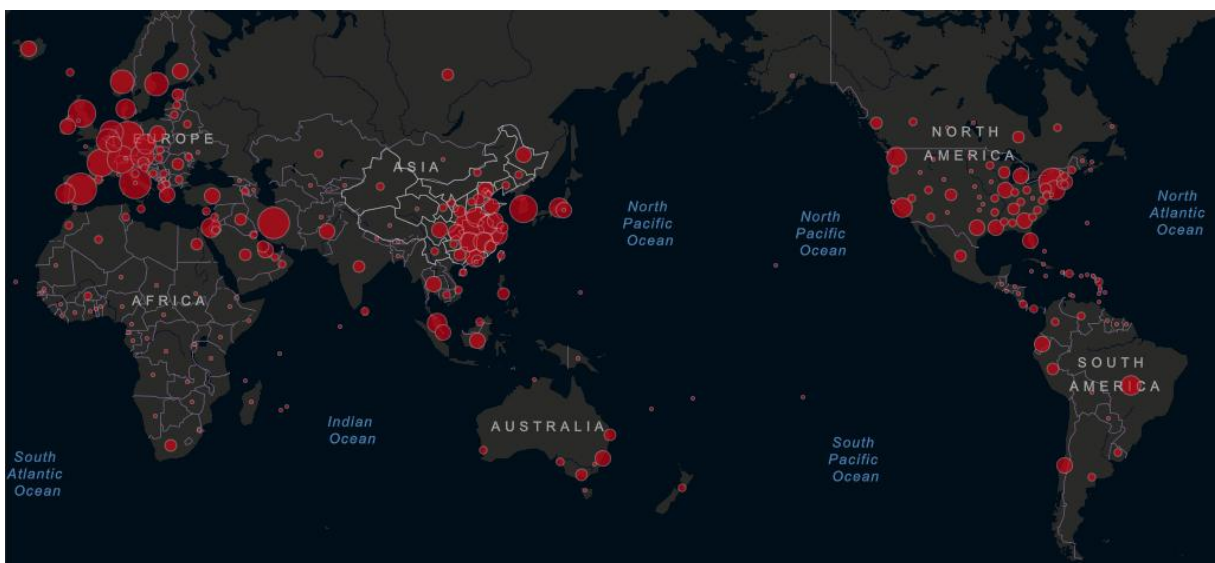 EUROPE
ASIA
NORTH
AMERICA
North
Pacific
Ocean
North
Pacific
Ocean
North
Atlantic
Ocean
AFRICA
SOUTH
AMERICA
Indian
Ocean
AUSTRALIA
South
Atlantic
Ocean
South
Pacific
Ocean